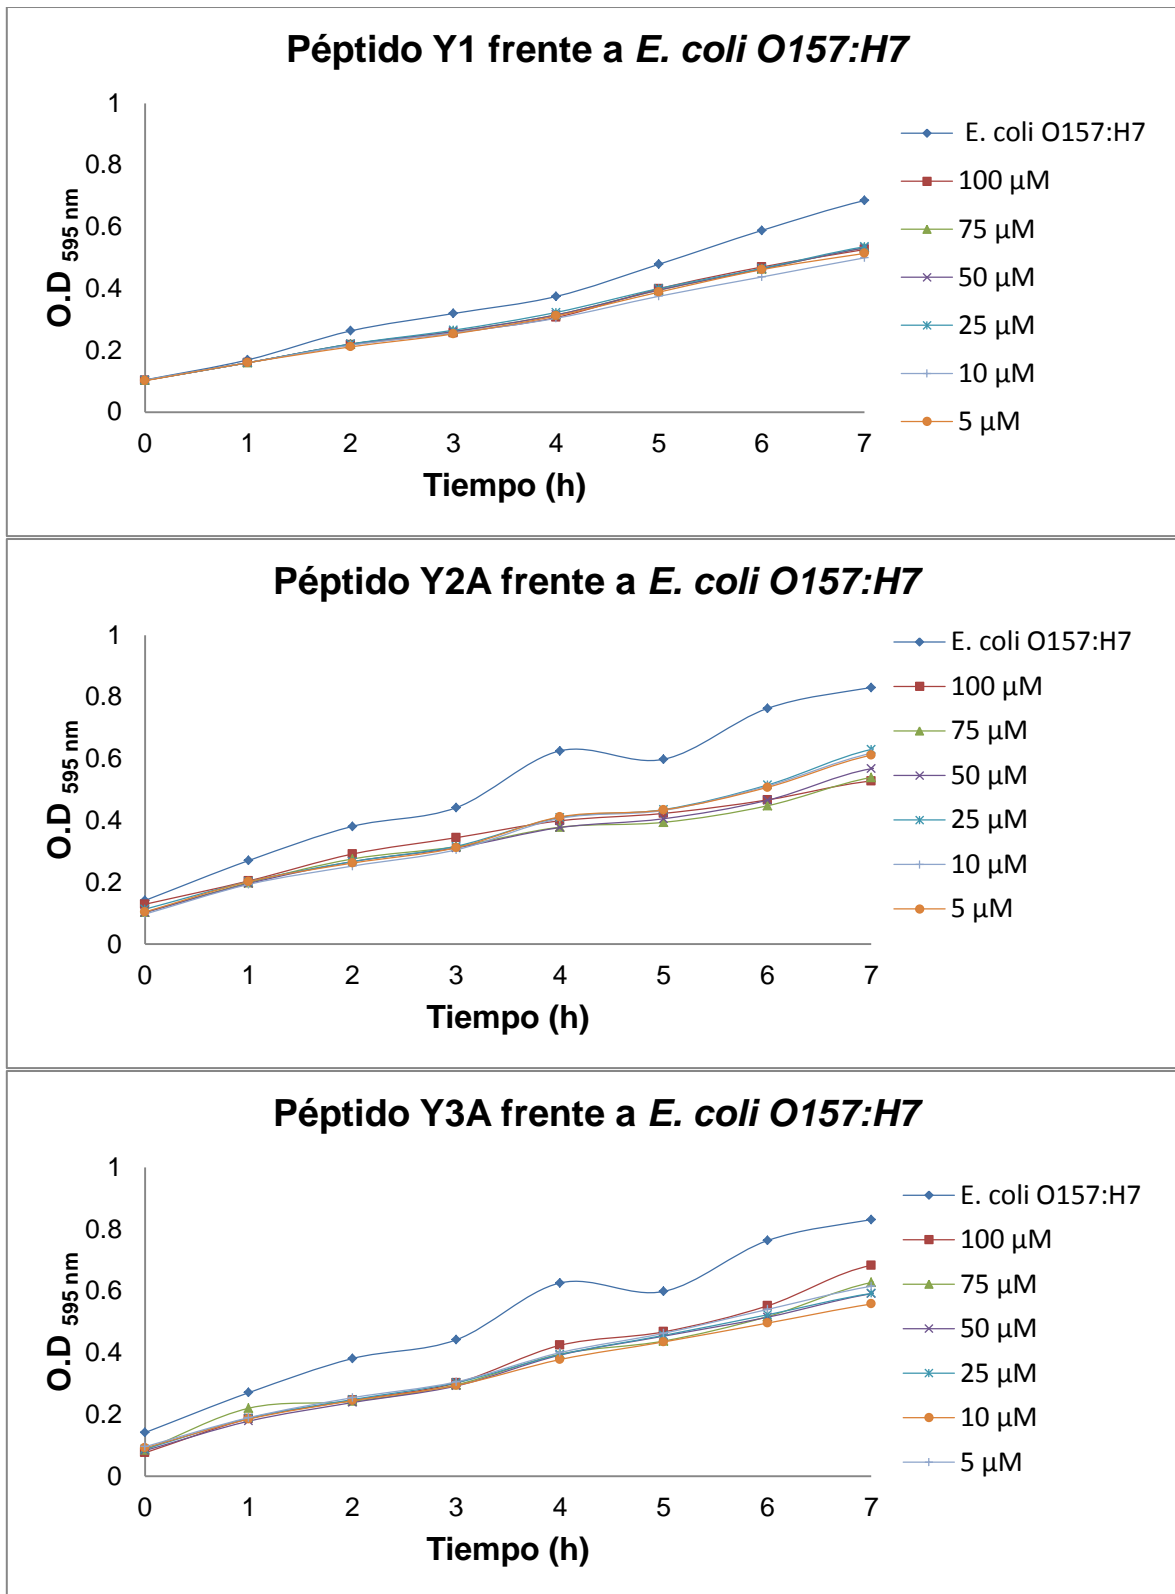 Péptido Y1 frente a E. coli O157:H7
1
0.8
0.6
0.4
0.2
0
O.D 595 nm
0 1 2 3 4 5 6 7
Tiempo (h)
E. coli O157:H7
100 µM
75 µM
50 µM
25 µM
10 µM
5 µM
Péptido Y2A frente a E. coli O157:H7
1
0.8
0.6
0.4
0.2
0
O.D 595 nm
0 1 2 3 4 5 6 7
Tiempo (h)
E. coli O157:H7
100 µM
75 µM
50 µM
25 µM
10 µM
5 µM
Péptido Y3A frente a E. coli O157:H7
1
0.8
0.6
0.4
0.2
0
O.D 595 nm
0 1 2 3 4 5 6 7
Tiempo (h)
E. coli O157:H7
100 µM
75 µM
50 µM
25 µM
10 µM
5 µM